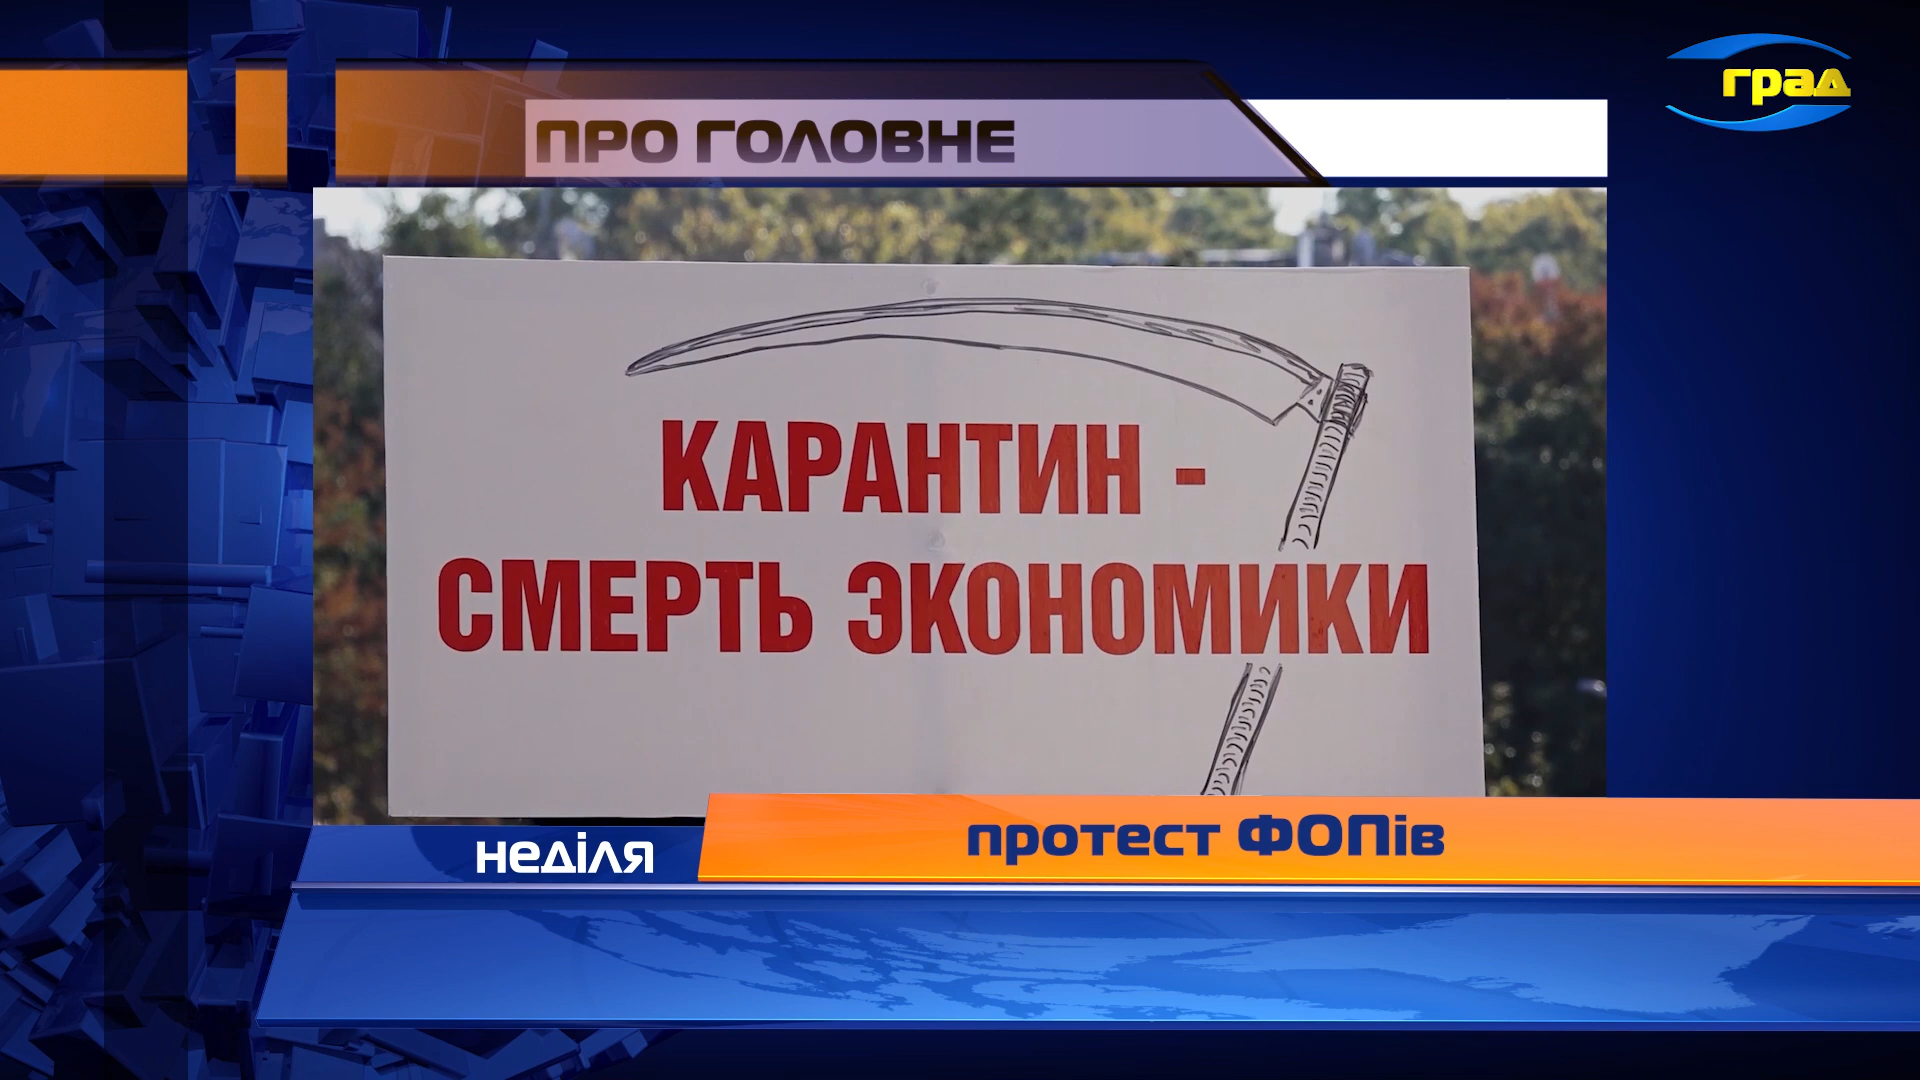 град
ПРО ГОЛОВНЕ
КАРАНТИН -
СМЕРТЬ ЭКОНОМИКИ
неділя
протест ФОПів